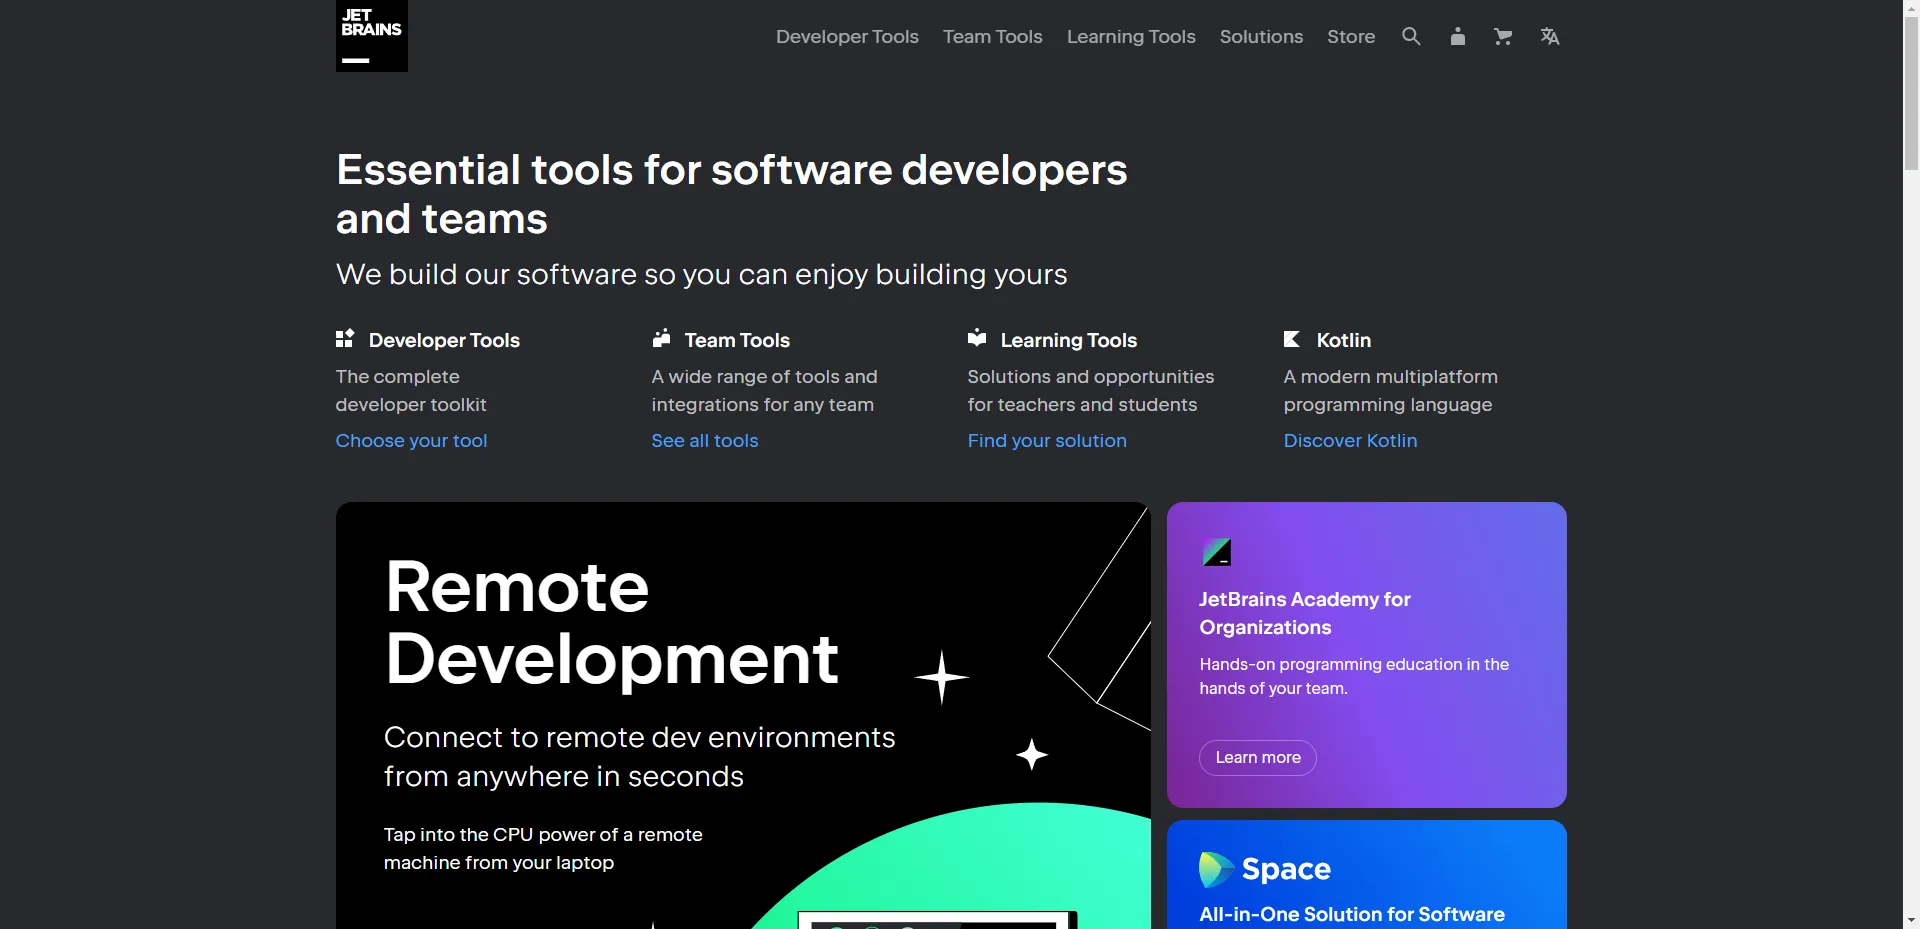 JET
BRAINS
Developer Tools
Team Tools
Learning Tools
Solutions
Store
Essential tools for software developers
and teams
We build our software so you can enjoy building yours
Developer Tools
The complete
developer toolkit
Choose your tool
Team Tools
A wide range of tools and
integrations for any team
See all tools
Learning Tools
Solutions and opportunities
for teachers and students
Find your solution
Kotlin
A modern multiplatform
programming language
Discover Kotlin
Remote
Development
Connect to remote dev environments
from anywhere in seconds
Tap into the CPU power of a remote
machine from your laptop
JetBrains Academy for
Organizations
Hands-on programming education in the
hands of your team.
Learn more
Space
All-in-One Solution for Software